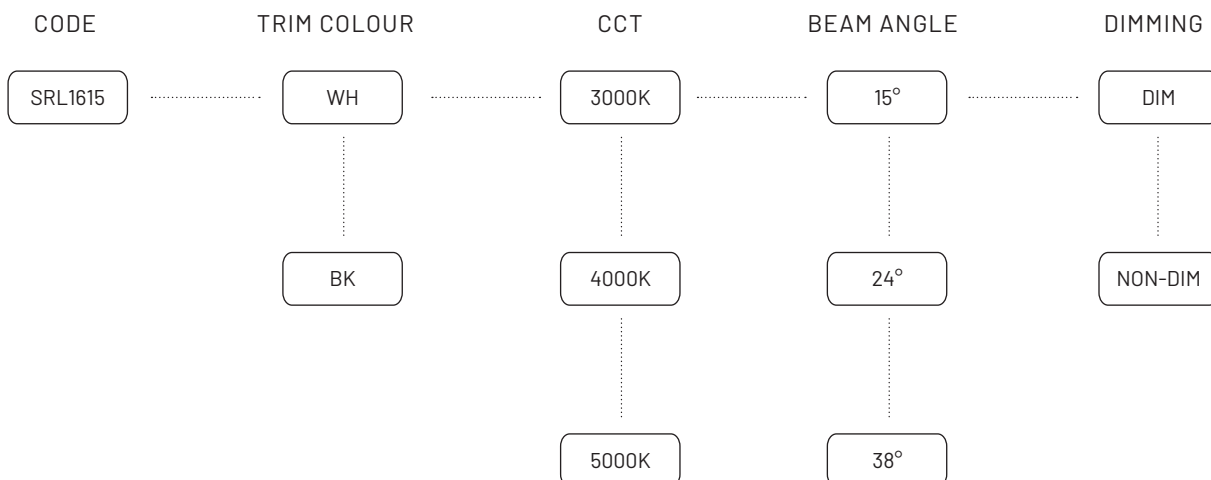 CODE TRIM COLOUR CCT BEAM ANGLE DIMMING
SRL1615 WH 3000K 15° DIM
BK 4000K 24° NON-DIM
5000K 38°